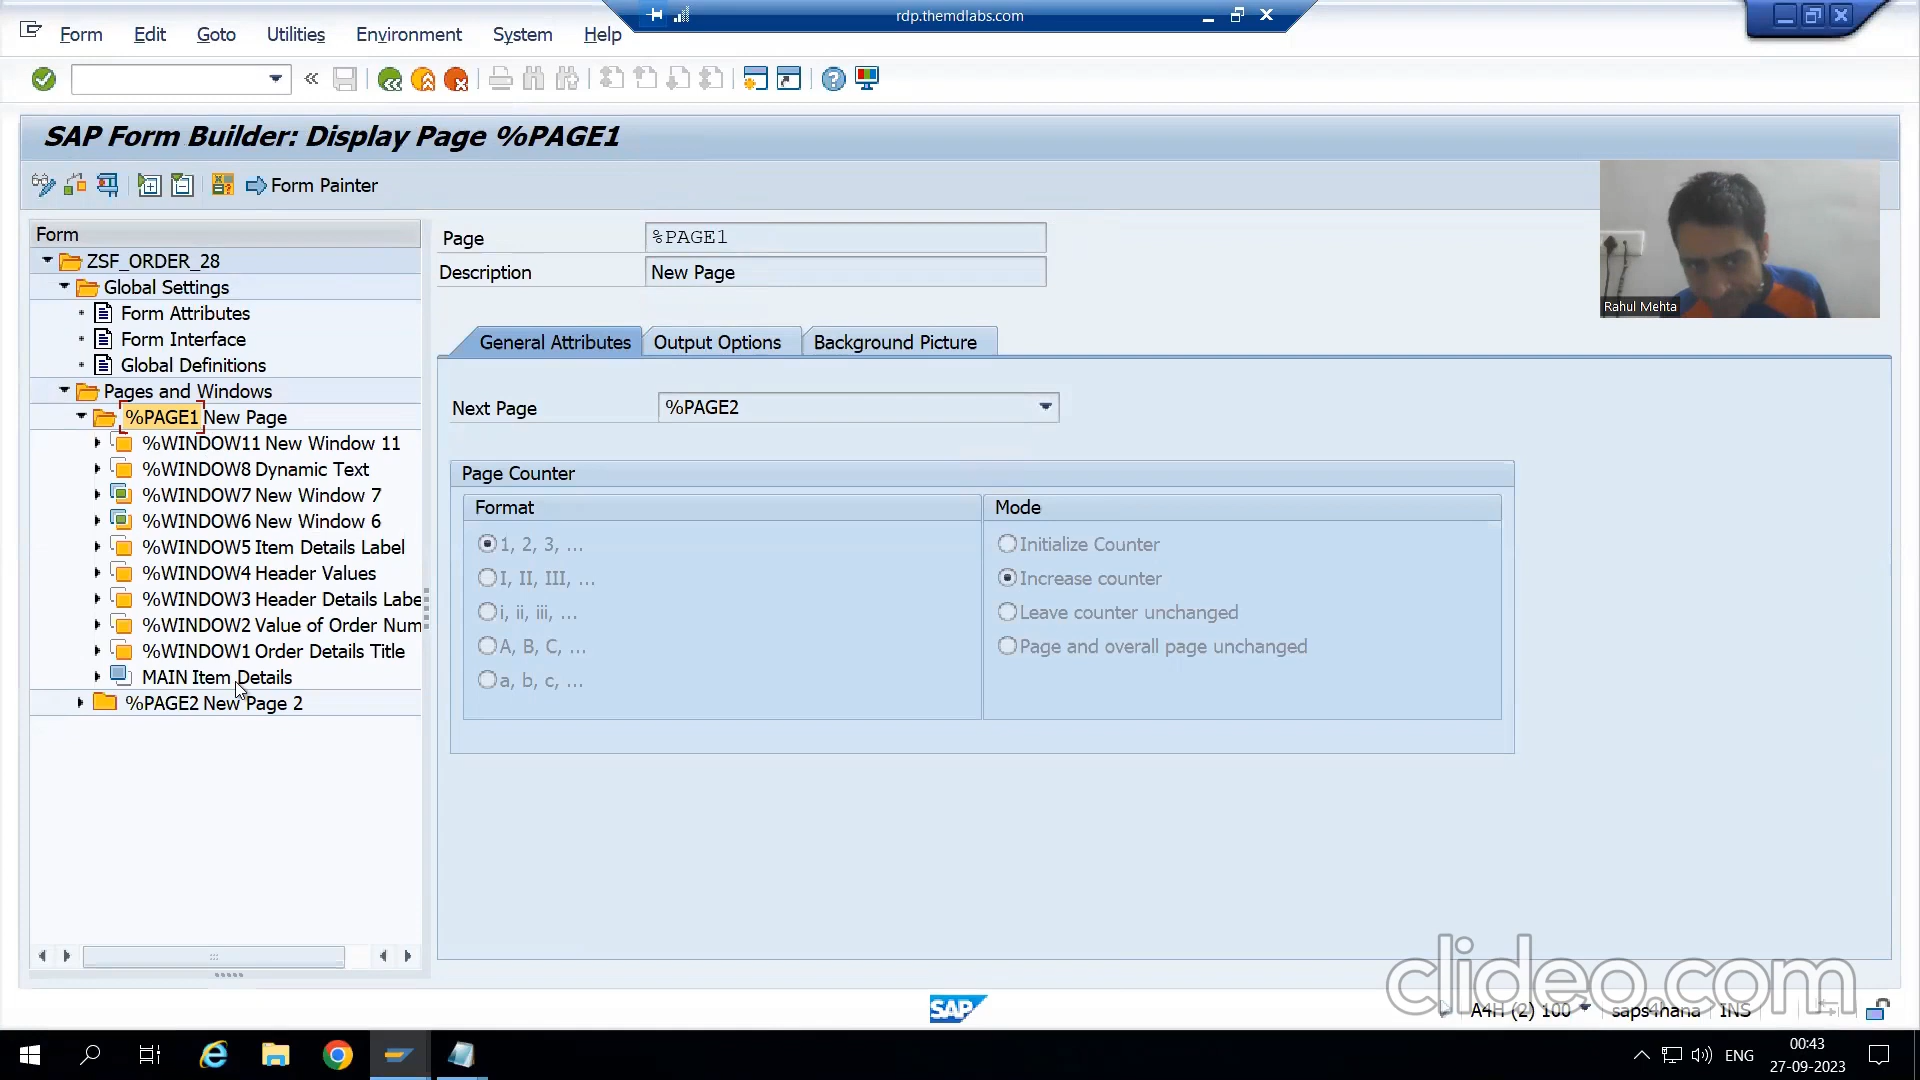 rdp.themdlabs.com
Form Edit Goto Utilities Environment System Help
SAP Form Builder: Display Page %PAGE1
Form Painter
Form
ZSF_ORDER_28
Global Settings
Form Attributes
Form Interface
Global Definitions
Pages and Windows
%PAGE1 New Page
%WINDOW11 New Window 11
%WINDOW8 Dynamic Text
%WINDOW7 New Window 7
%WINDOW6 New Window 6
%WINDOW5 Item Details Label
%WINDOW4 Header Values
%WINDOW3 Header Details Labe
%WINDOW2 Value of Order Num
%WINDOW1 Order Details Title
MAIN Item Details
%PAGE2 New Page 2
Page %PAGE1
Description New Page
General Attributes Output Options Background Picture
Next Page %PAGE2
Page Counter
Format Mode
1, 2, 3, ... Initialize Counter
I, II, III, ... Increase counter
i, ii, iii, ... Leave counter unchanged
A, B, C, ... Page and overall page unchanged
a, b, c, ...
Rahul Mehta
clideo.com
SAP
A4H (2) 100 saps4hana INS
ENG
00:43
27-09-2023